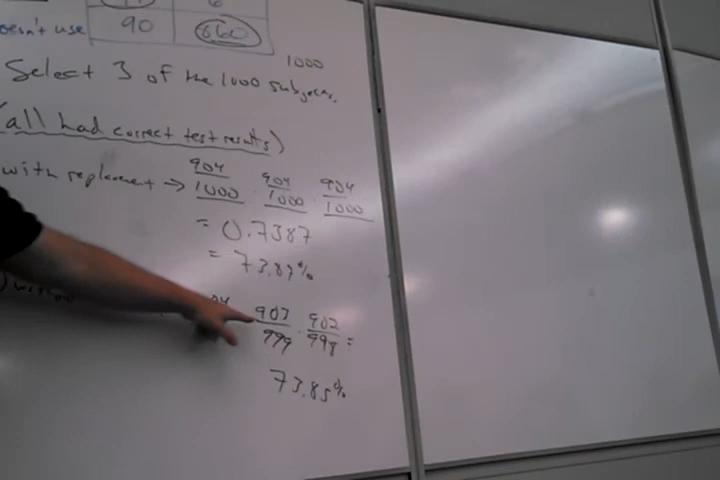 6
oesn't use 90 660
1000
Select 3 of the 1000 subjects.
(all had correct test results)
with replacement → 904/1000 · 904/1000 · 904/1000
= 0.7387
= 73.87%
903/999 · 902/998 =
73.85%